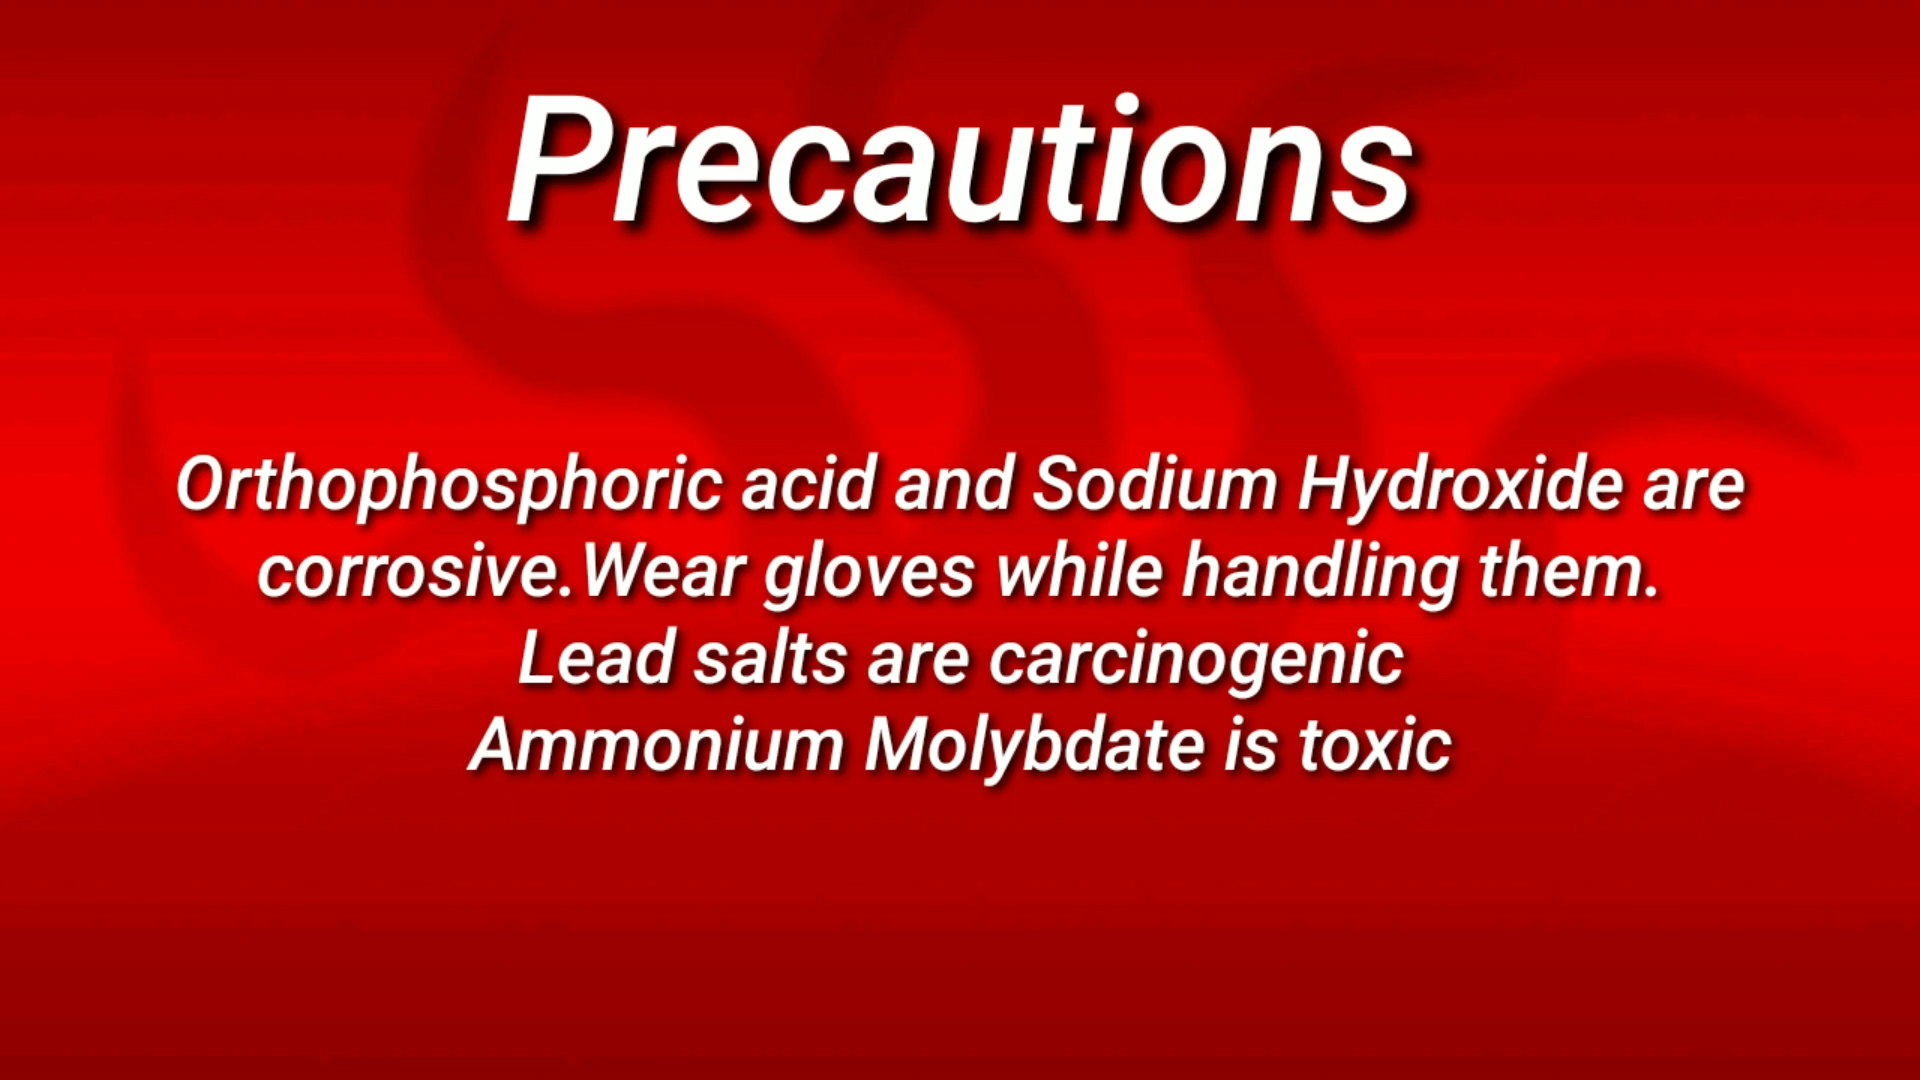 Precautions
Orthophosphoric acid and Sodium Hydroxide are
corrosive.Wear gloves while handling them.
Lead salts are carcinogenic
Ammonium Molybdate is toxic